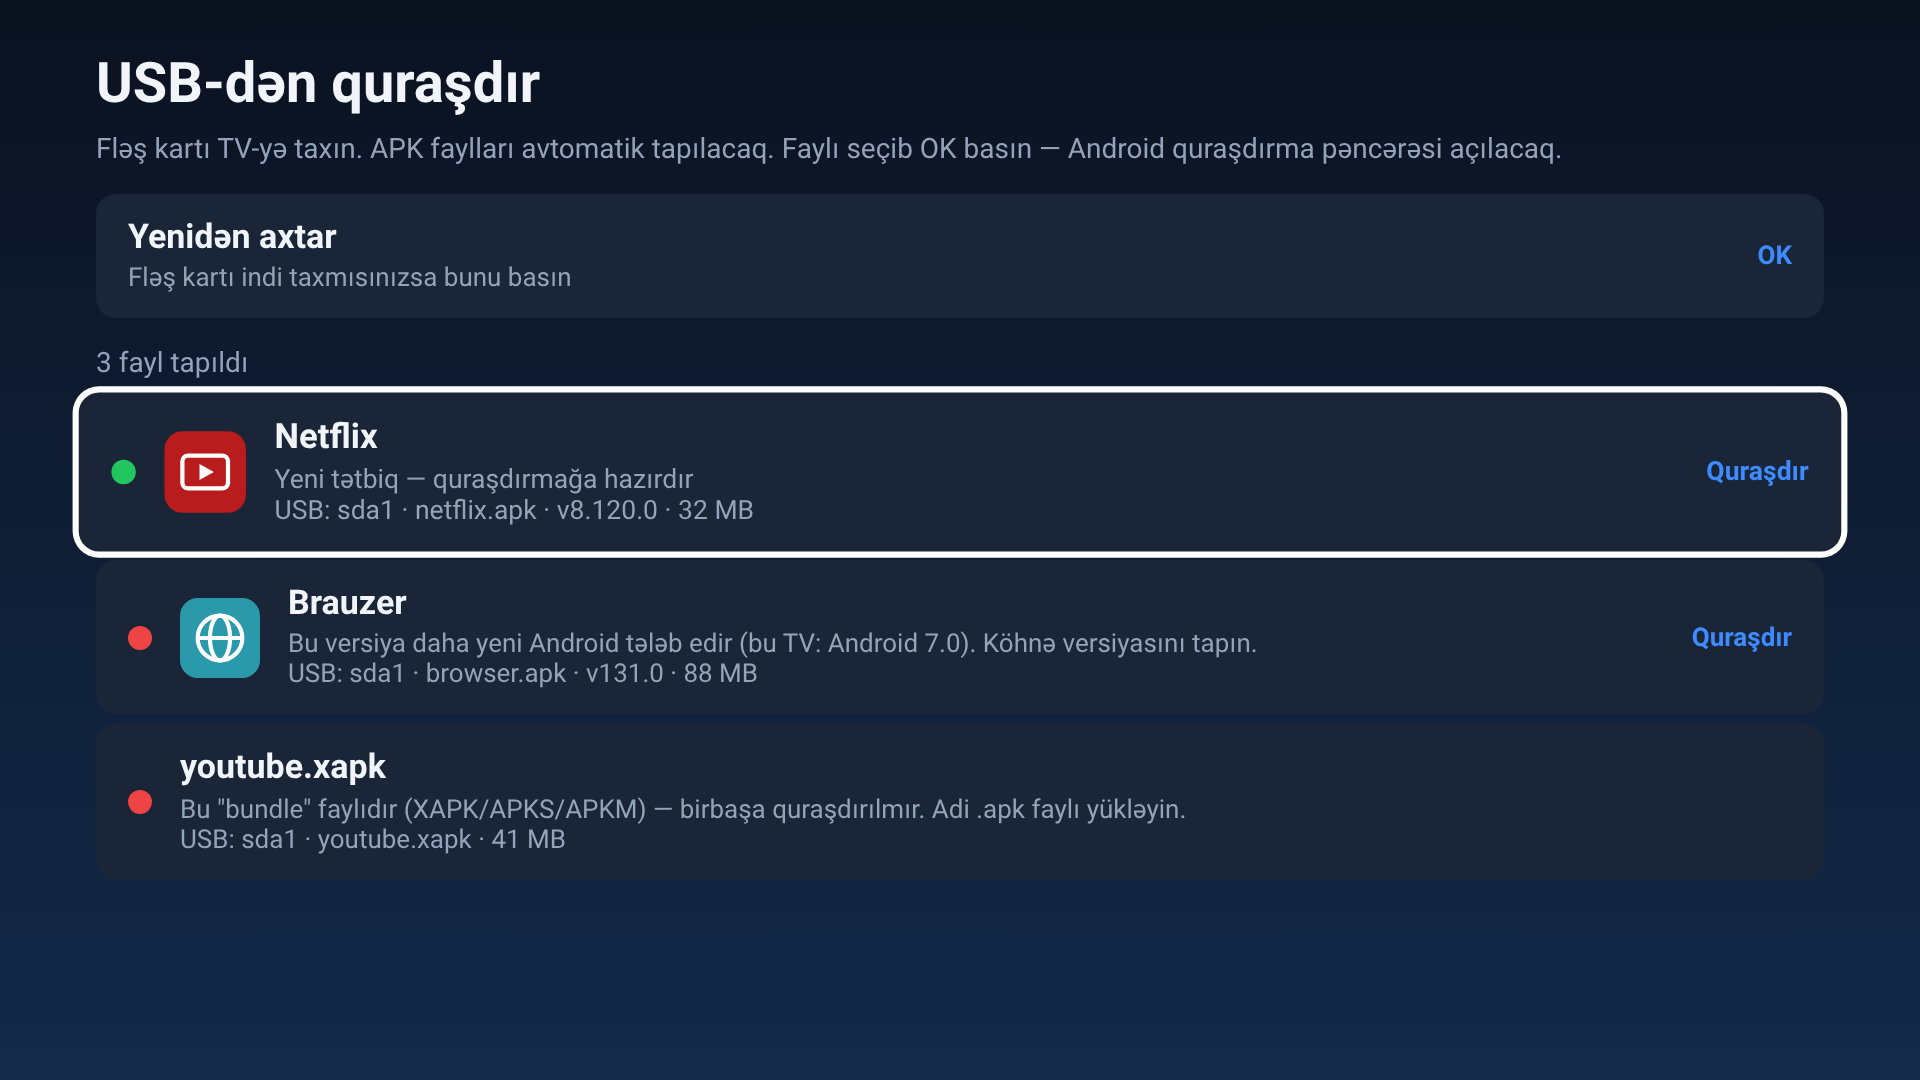 USB-dən quraşdır
Fləş kartı TV-yə taxın. APK faylları avtomatik tapılacaq. Faylı seçib OK basın — Android quraşdırma pəncərəsi açılacaq.
Yenidən axtar
Fləş kartı indi taxmısınızsa bunu basın
OK
3 fayl tapıldı
Netflix
Yeni tətbiq — quraşdırmağa hazırdır
USB: sda1 · netflix.apk · v8.120.0 · 32 MB
Quraşdır
Brauzer
Bu versiya daha yeni Android tələb edir (bu TV: Android 7.0). Köhnə versiyasını tapın.
USB: sda1 · browser.apk · v131.0 · 88 MB
Quraşdır
youtube.xapk
Bu "bundle" faylıdır (XAPK/APKS/APKM) — birbaşa quraşdırılmır. Adi .apk faylı yükləyin.
USB: sda1 · youtube.xapk · 41 MB